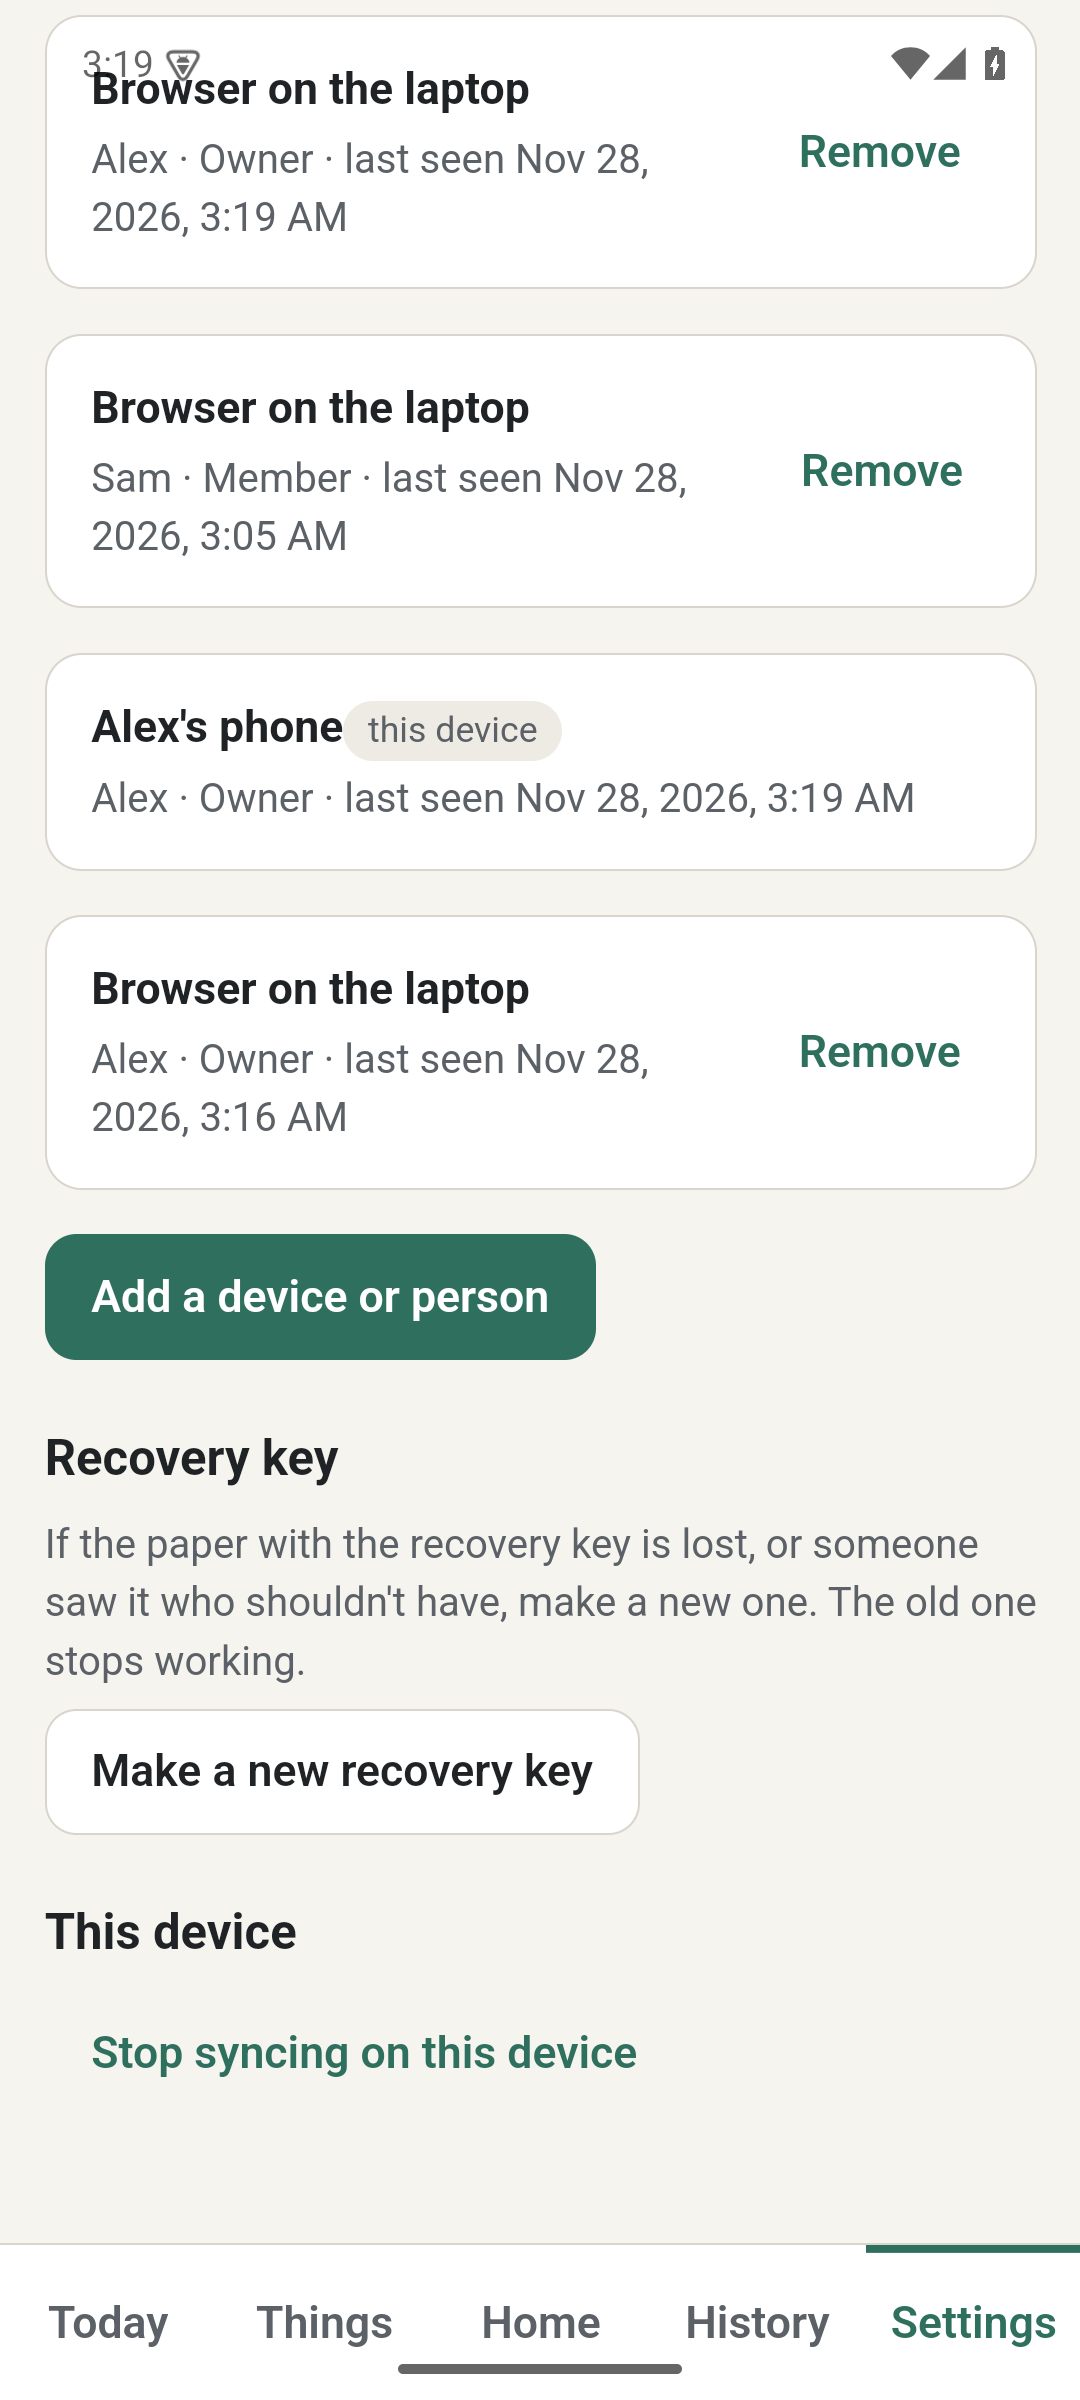 3:19
Browser on the laptop
Alex · Owner · last seen Nov 28,
2026, 3:19 AM
Remove
Browser on the laptop
Sam · Member · last seen Nov 28,
2026, 3:05 AM
Remove
Alex's phone this device
Alex · Owner · last seen Nov 28, 2026, 3:19 AM
Browser on the laptop
Alex · Owner · last seen Nov 28,
2026, 3:16 AM
Remove
Add a device or person
Recovery key
If the paper with the recovery key is lost, or someone
saw it who shouldn't have, make a new one. The old one
stops working.
Make a new recovery key
This device
Stop syncing on this device
Today Things Home History Settings